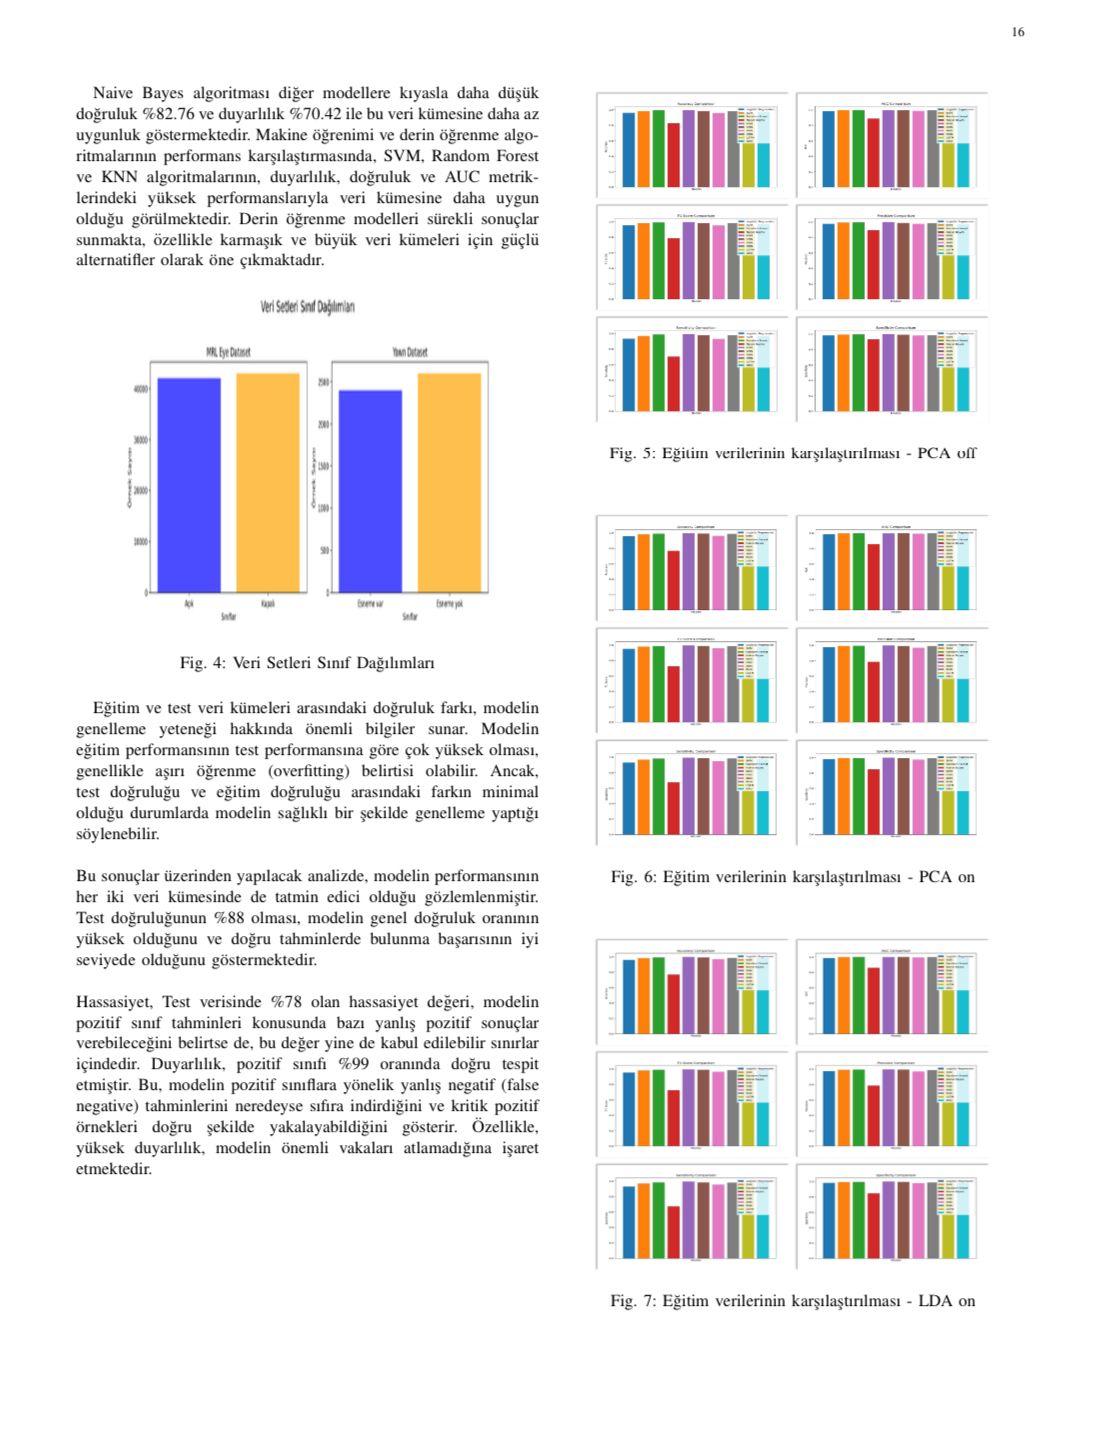 16
Naive Bayes algoritması diğer modellere kıyasla daha düşük
doğruluk %82.76 ve duyarlılık %70.42 ile bu veri kümesine daha az
uygunluk göstermektedir. Makine öğrenimi ve derin öğrenme algo-
ritmalarının performans karşılaştırmasında, SVM, Random Forest
ve KNN algoritmalarının, duyarlılık, doğruluk ve AUC metrik-
lerindeki yüksek performanslarıyla veri kümesine daha uygun
olduğu görülmektedir. Derin öğrenme modelleri sürekli sonuçlar
sunmakta, özellikle karmaşık ve büyük veri kümeleri için güçlü
alternatifler olarak öne çıkmaktadır.
Veri Setleri Sınıf Dağılımları
MRL Eye Dataset
Yawn Dataset
40000
30000
20000
10000
0
Örnek Sayısı
Açık
Kapalı
Sınıflar
2500
2000
1500
1000
500
0
Örnek Sayısı
Esneme var
Esneme yok
Sınıflar
Fig. 4: Veri Setleri Sınıf Dağılımları
Eğitim ve test veri kümeleri arasındaki doğruluk farkı, modelin
genelleme yeteneği hakkında önemli bilgiler sunar. Modelin
eğitim performansının test performansına göre çok yüksek olması,
genellikle aşırı öğrenme (overfitting) belirtisi olabilir. Ancak,
test doğruluğu ve eğitim doğruluğu arasındaki farkın minimal
olduğu durumlarda modelin sağlıklı bir şekilde genelleme yaptığı
söylenebilir.
Bu sonuçlar üzerinden yapılacak analizde, modelin performansının
her iki veri kümesinde de tatmin edici olduğu gözlemlenmiştir.
Test doğruluğunun %88 olması, modelin genel doğruluk oranının
yüksek olduğunu ve doğru tahminlerde bulunma başarısının iyi
seviyede olduğunu göstermektedir.
Hassasiyet, Test verisinde %78 olan hassasiyet değeri, modelin
pozitif sınıf tahminleri konusunda bazı yanlış pozitif sonuçlar
verebileceğini belirtse de, bu değer yine de kabul edilebilir sınırlar
içindedir. Duyarlılık, pozitif sınıfı %99 oranında doğru tespit
etmiştir. Bu, modelin pozitif sınıflara yönelik yanlış negatif (false
negative) tahminlerini neredeyse sıfıra indirdiğini ve kritik pozitif
örnekleri doğru şekilde yakalayabildiğini gösterir. Özellikle,
yüksek duyarlılık, modelin önemli vakaları atlamadığına işaret
etmektedir.
Accuracy Comparison
AUC Comparison
F1 Score Comparison
Precision Comparison
Sensitivity Comparison
Specificity Comparison
Fig. 5: Eğitim verilerinin karşılaştırılması - PCA off
Accuracy Comparison
AUC Comparison
F1 Score Comparison
Precision Comparison
Sensitivity Comparison
Specificity Comparison
Fig. 6: Eğitim verilerinin karşılaştırılması - PCA on
Accuracy Comparison
AUC Comparison
F1 Score Comparison
Precision Comparison
Sensitivity Comparison
Specificity Comparison
Fig. 7: Eğitim verilerinin karşılaştırılması - LDA on